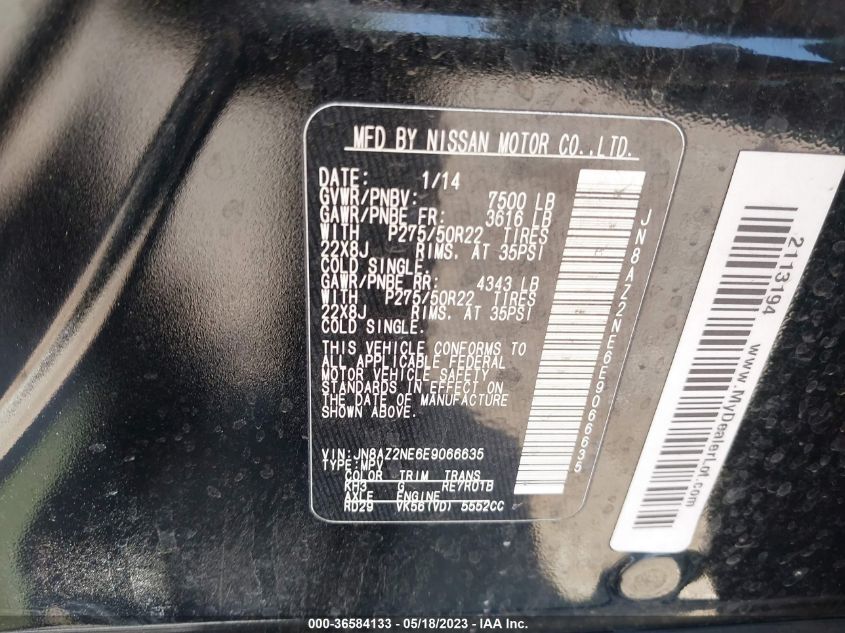 MFD BY NISSAN MOTOR CO.,LTD.
DATE: 1/14
GVWR/PNBV: 7500 LB
GAWR/PNBE FR: 3616 LB
WITH P275/50R22 TIRES
22X8J RIMS. AT 35PSI
COLD SINGLE.
GAWR/PNBE RR: 4343 LB
WITH P275/50R22 TIRES
22X8J RIMS. AT 35PSI
COLD SINGLE.
THIS VEHICLE CONFORMS TO
ALL APPLICABLE FEDERAL
MOTOR VEHICLE SAFETY
STANDARDS IN EFFECT ON
THE DATE OF MANUFACTURE
SHOWN ABOVE.
VIN:JN8AZ2NE6E9066635
TYPE:MPV
COLOR TRIM TRANS
KH3 G RE7R01B
AXLE ENGINE
RD29 VK56(VD) 5552CC
JN8AZ2NE6E9066635
2113194
www.MyDealerLot.com
000-36584133 - 05/18/2023 - IAA Inc.